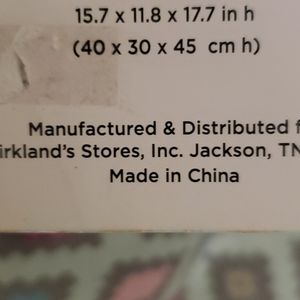 15.7 x 11.8 x 17.7 in h
(40 x 30 x 45 cm h)
Manufactured & Distributed f
irkland's Stores, Inc. Jackson, TN
Made in China